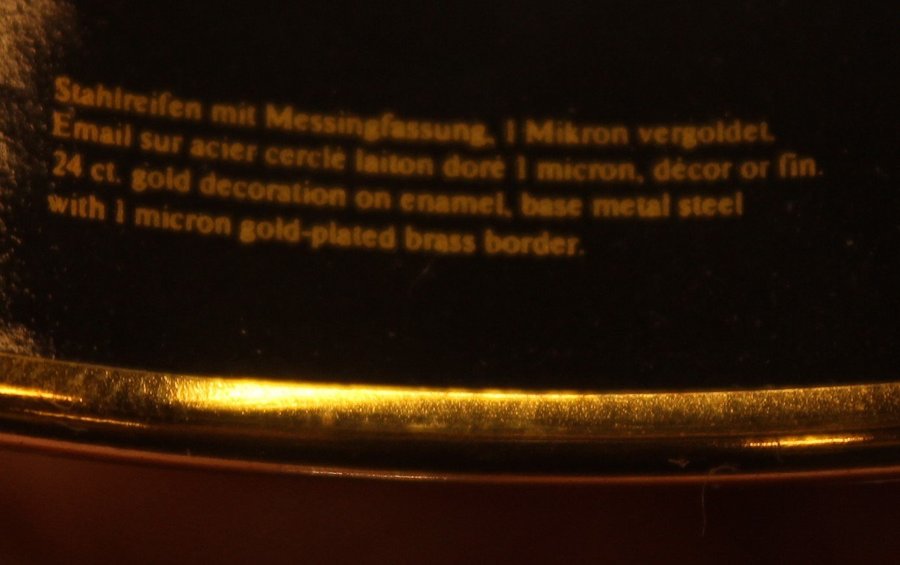 Stahlreifen mit Messingfassung, 1 Mikron vergoldet.
Email sur acier cerclé laiton doré 1 micron, décor or fin.
24 ct. gold decoration on enamel, base metal steel
with 1 micron gold-plated brass border.